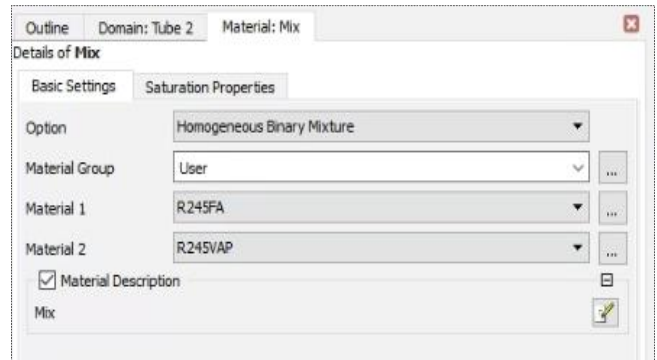 Outline Domain: Tube 2 Material: Mix
Details of Mix
Basic Settings Saturation Properties
Option Homogeneous Binary Mixture
Material Group User ...
Material 1 R245FA ...
Material 2 R245VAP ...
Material Description
Mix